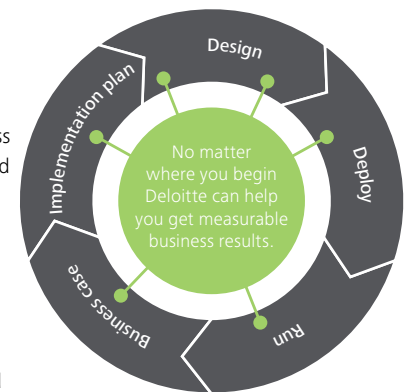 Design
Deploy
Run
Business case
Implementation plan
No matter
where you begin
Deloitte can help
you get measurable
business results.